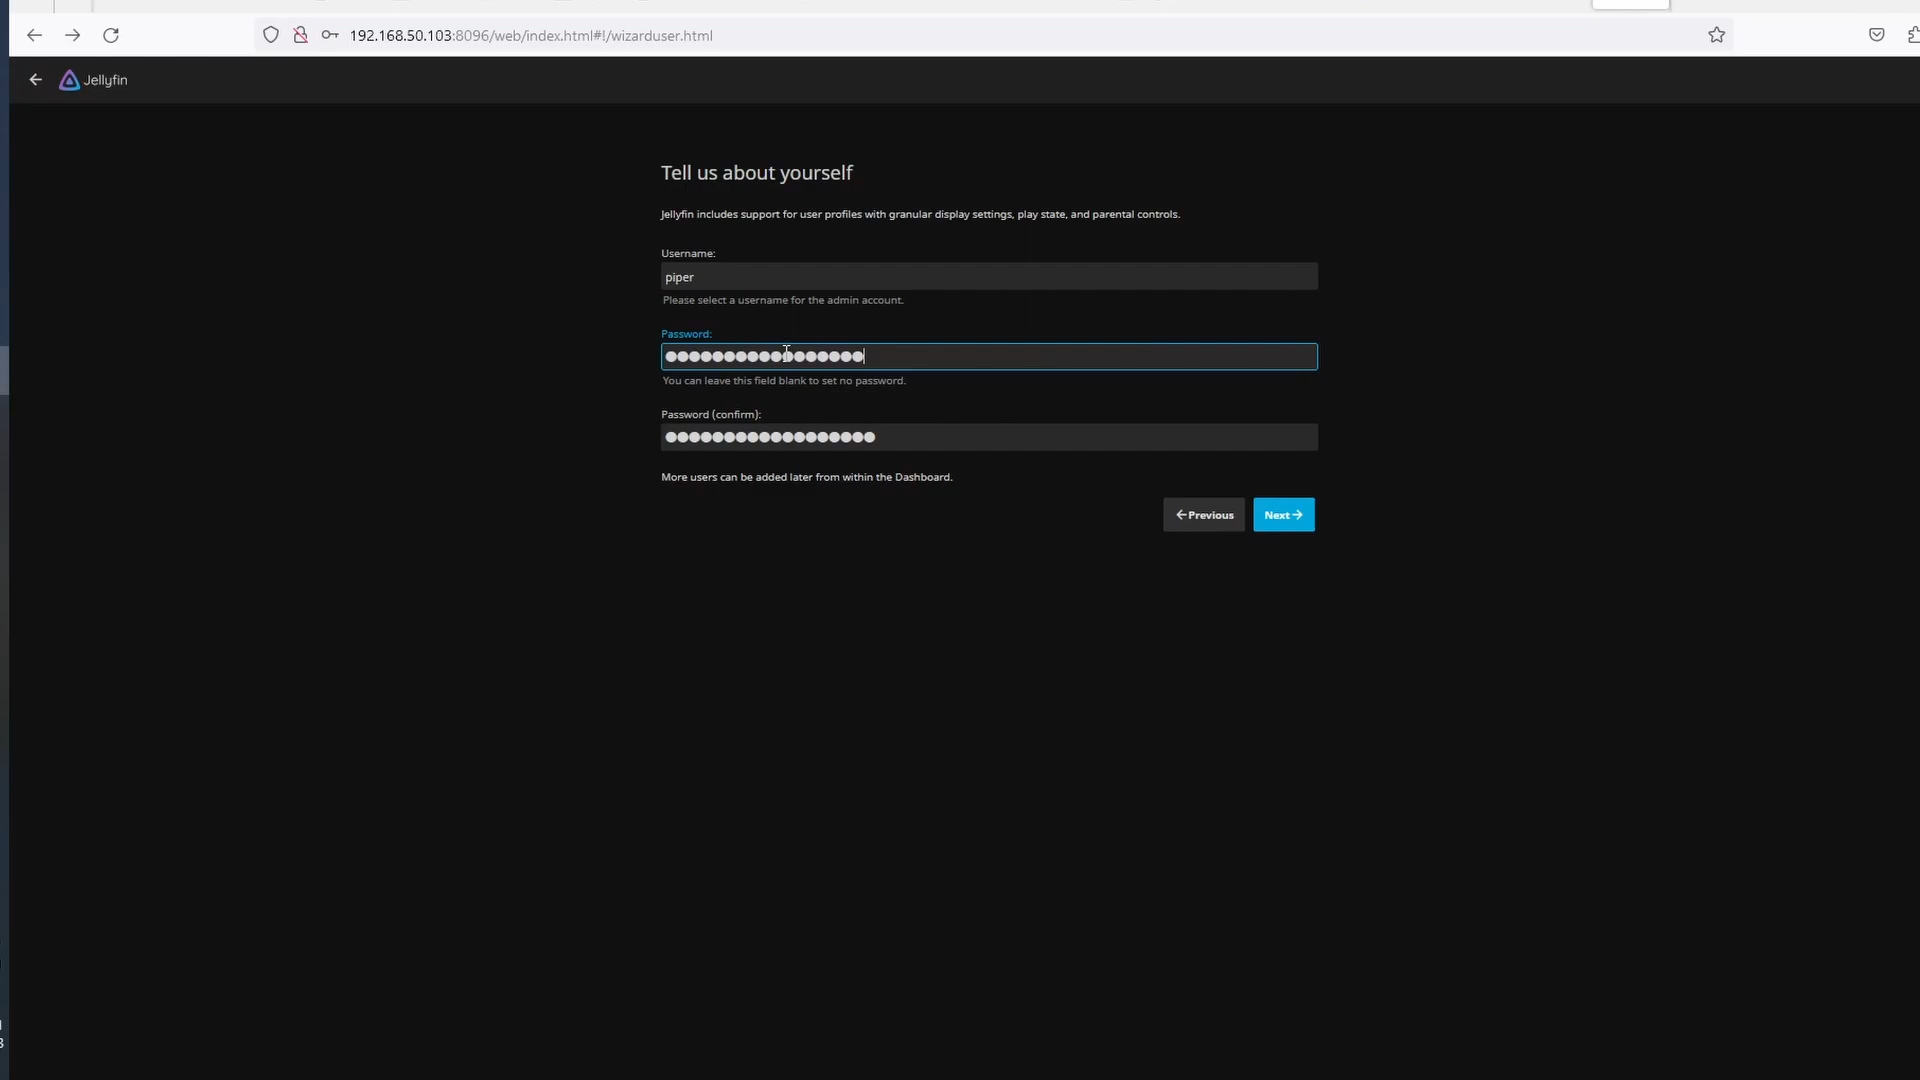 192.168.50.103:8096/web/index.html#!/wizarduser.html
Jellyfin
Tell us about yourself
Jellyfin includes support for user profiles with granular display settings, play state, and parental controls.
Username:
piper
Please select a username for the admin account.
Password:
●●●●●●●●●●●●●●●●●
You can leave this field blank to set no password.
Password (confirm):
●●●●●●●●●●●●●●●●●●
More users can be added later from within the Dashboard.
←Previous Next→